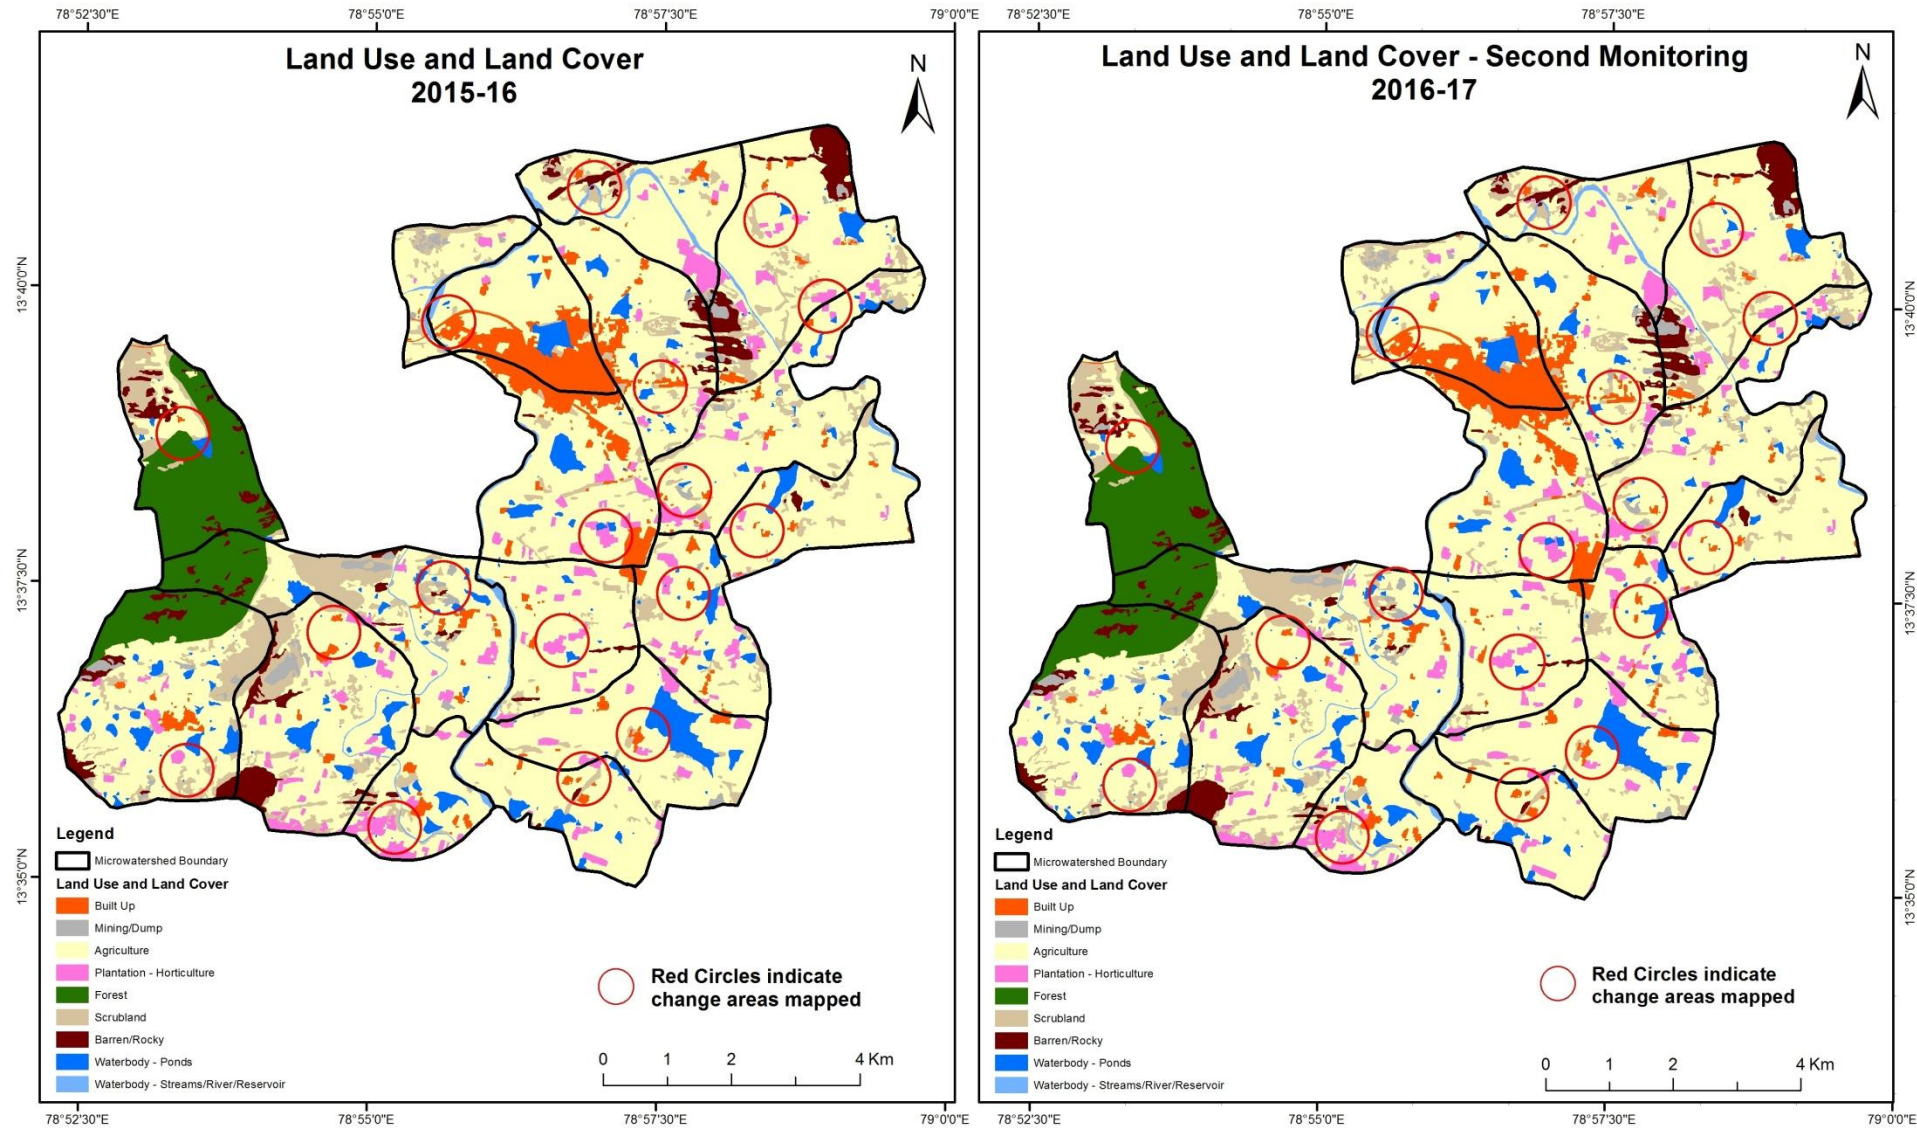 78°52'30"E
78°55'0"E
78°57'30"E
79°0'0"E
Land Use and Land Cover
2015-16
N
13°40'0"N
13°37'30"N
13°35'0"N
Legend
Microwatershed Boundary
Land Use and Land Cover
Built Up
Mining/Dump
Agriculture
Plantation - Horticulture
Forest
Scrubland
Barren/Rocky
Waterbody - Ponds
Waterbody - Streams/River/Reservoir
Red Circles indicate
change areas mapped
0 1 2 4 Km
78°52'30"E
78°55'0"E
78°57'30"E
79°0'0"E
78°52'30"E
78°55'0"E
78°57'30"E
Land Use and Land Cover - Second Monitoring
2016-17
N
13°40'0"N
13°37'30"N
13°35'0"N
Legend
Microwatershed Boundary
Land Use and Land Cover
Built Up
Mining/Dump
Agriculture
Plantation - Horticulture
Forest
Scrubland
Barren/Rocky
Waterbody - Ponds
Waterbody - Streams/River/Reservoir
Red Circles indicate
change areas mapped
0 1 2 4 Km
78°52'30"E
78°55'0"E
78°57'30"E
79°0'0"E